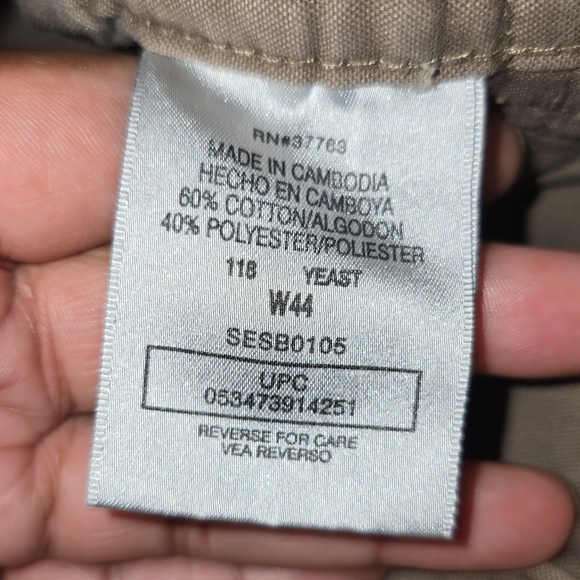 RN#37763
MADE IN CAMBODIA
HECHO EN CAMBOYA
60% COTTON/ALGODON
40% POLYESTER/POLIESTER
118 YEAST
W44
SESB0105
UPC
053473914251
REVERSE FOR CARE
VEA REVERSO